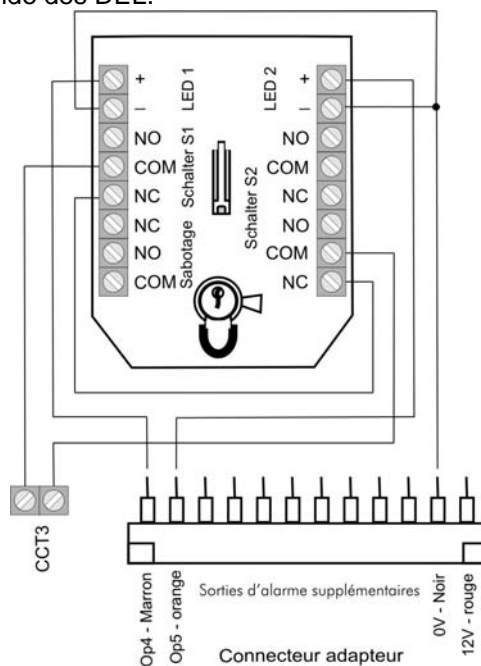 nde des DEL.
+
LED 1
–
NO
COM
Schalter S1
NC
NC
NO
Sabotage
COM
LED 2
+
–
NO
COM
Schalter S2
NC
NO
COM
NC
CCT3
Op4 - Marron
Op5 - orange
Sorties d'alarme supplémentaires
0V - Noir
12V - rouge
Connecteur adapteur